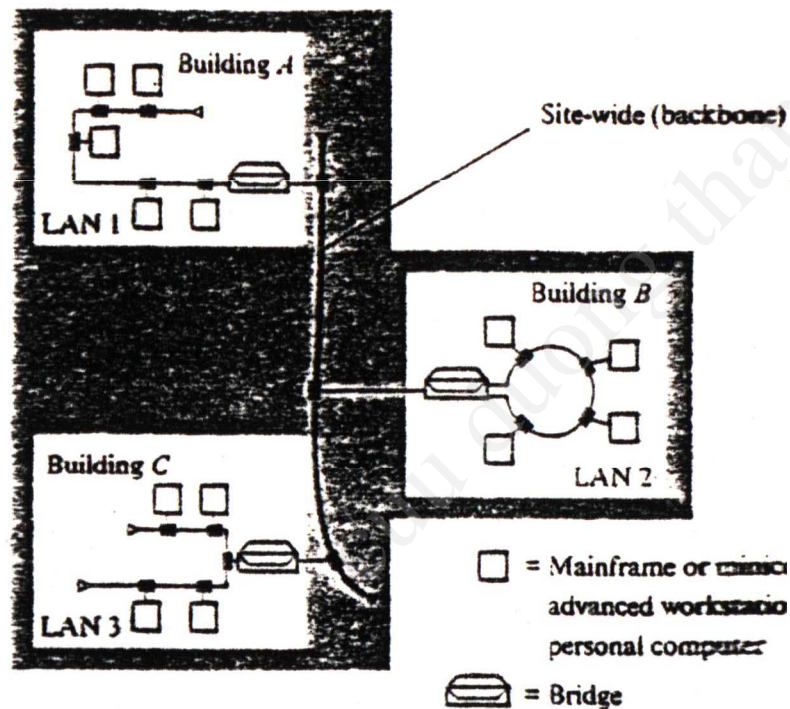 Building A
Site-wide (backbone)
LAN 1
Building B
LAN 2
Building C
LAN 3
= Mainframe or
advanced
personal computer
= Bridge